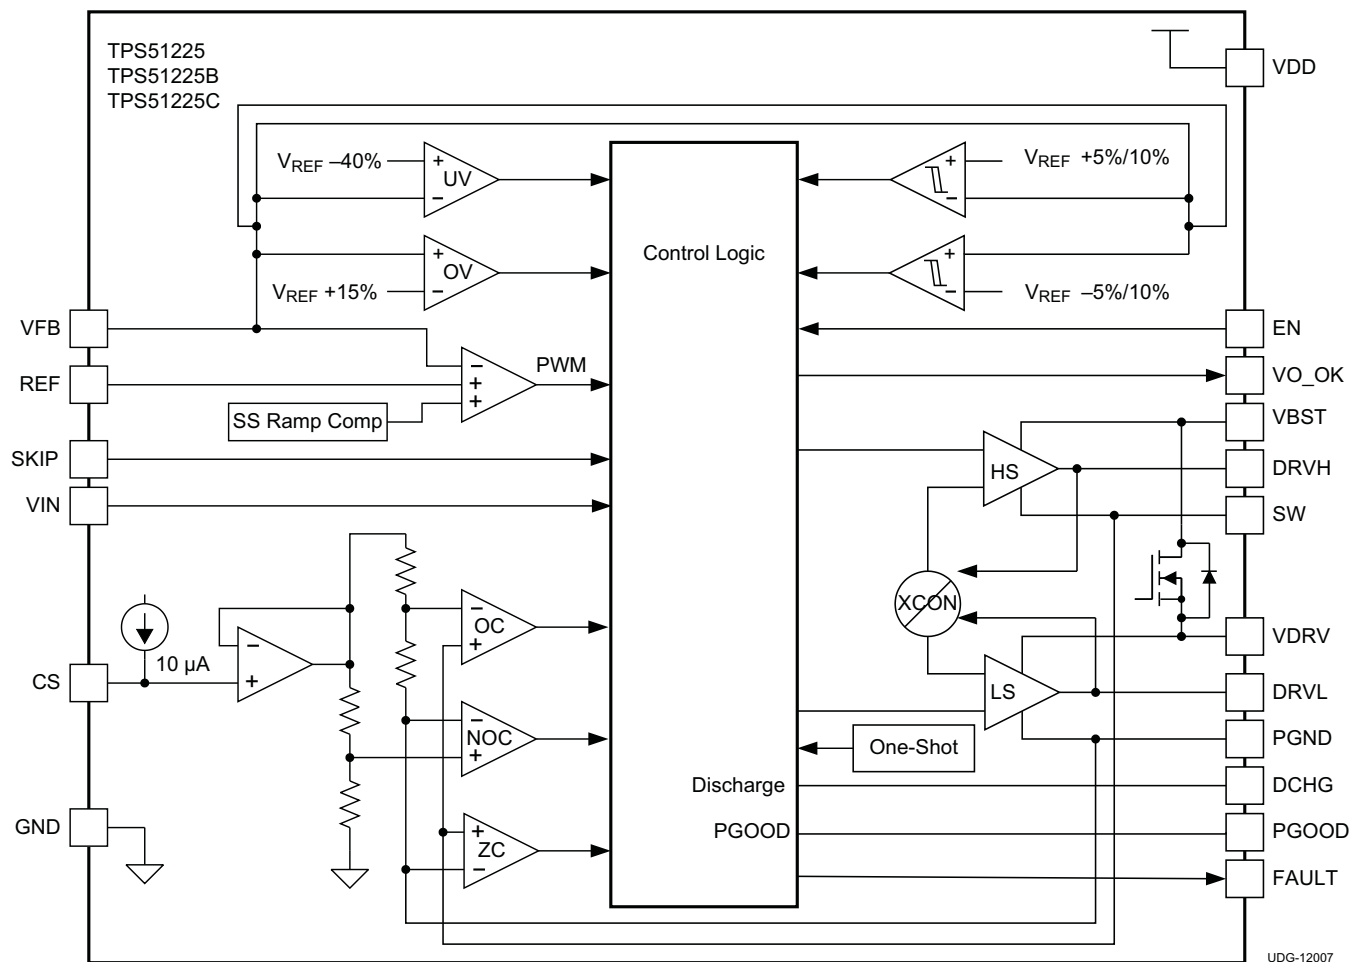 TPS51225
TPS51225B
TPS51225C
VDD
VREF –40%
+
UV
−
VREF +5%/10%
+
−
Control Logic
+
OV
−
VREF +15%
+
−
VREF –5%/10%
VFB
EN
REF
−
+
+
PWM
VO_OK
SS Ramp Comp
VBST
SKIP
HS
DRVH
VIN
SW
XCON
−
OC
+
−
+
10 µA
CS
VDRV
LS
DRVL
−
NOC
+
One-Shot
PGND
Discharge
DCHG
GND
PGOOD
PGOOD
+
ZC
−
FAULT
UDG-12007